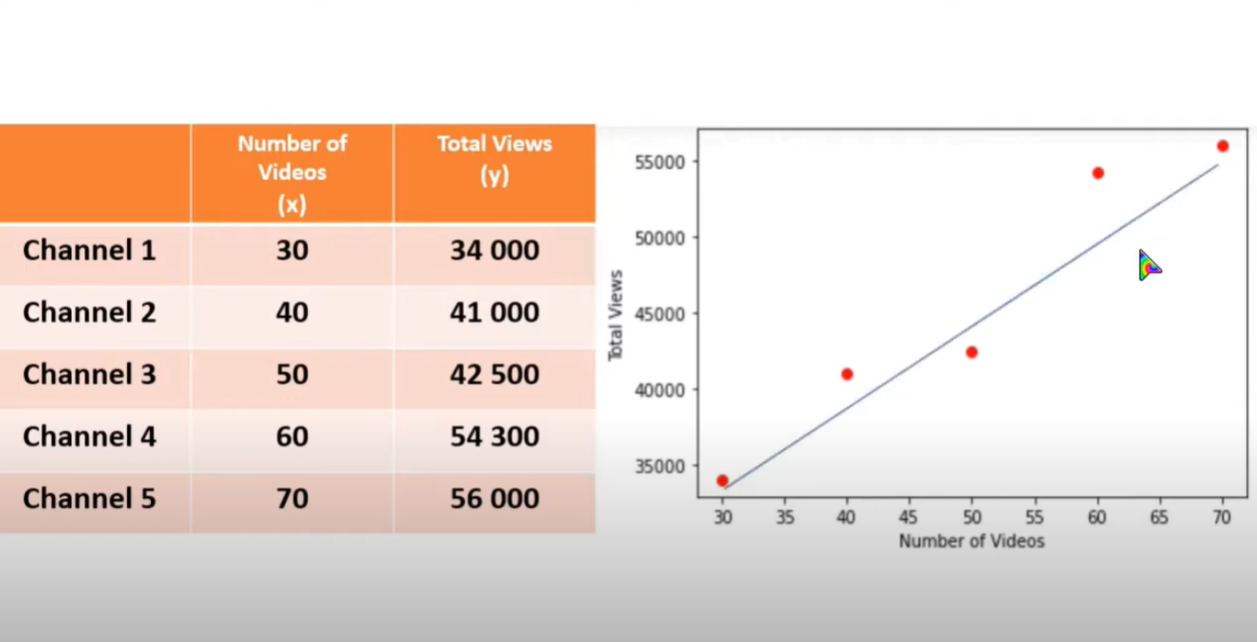 Number of
Videos
(x)
Total Views
(y)
Channel 1 30 34 000
Channel 2 40 41 000
Channel 3 50 42 500
Channel 4 60 54 300
Channel 5 70 56 000
Total Views
55000
50000
45000
40000
35000
30 35 40 45 50 55 60 65 70
Number of Videos